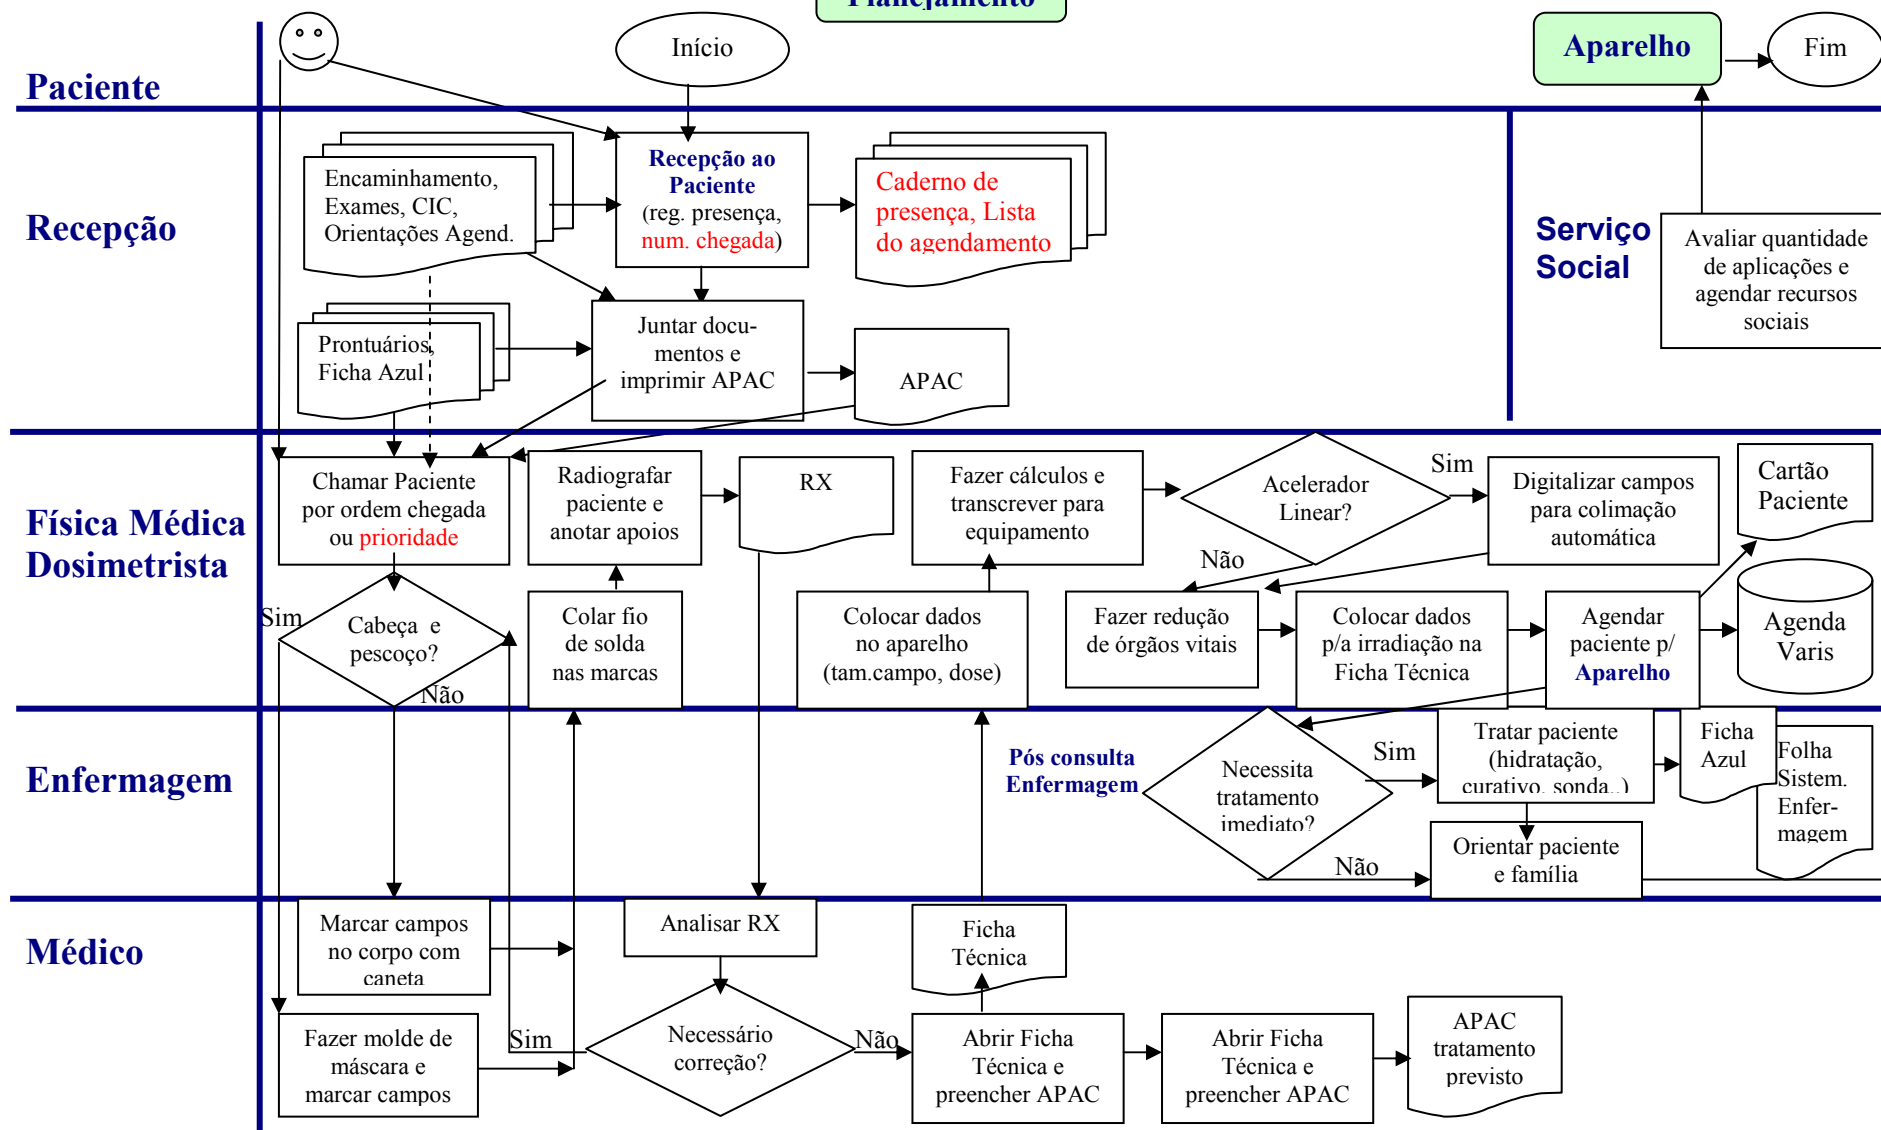 Planejamento
Início
Aparelho
Fim
Paciente
Recepção
Encaminhamento,
Exames, CIC,
Orientações Agend.
Recepção ao
Paciente
(reg. presença,
num. chegada)
Caderno de
presença, Lista
do agendamento
Serviço
Social
Avaliar quantidade
de aplicações e
agendar recursos
sociais
Prontuários,
Ficha Azul
Juntar docu-
mentos e
imprimir APAC
APAC
Física Médica
Dosimetrista
Chamar Paciente
por ordem chegada
ou prioridade
Radiografar
paciente e
anotar apoios
RX
Fazer cálculos e
transcrever para
equipamento
Acelerador
Linear?
Sim
Não
Digitalizar campos
para colimação
automática
Cartão
Paciente
Sim
Cabeça e
pescoço?
Não
Colar fio
de solda
nas marcas
Colocar dados
no aparelho
(tam.campo, dose)
Fazer redução
de órgãos vitais
Colocar dados
p/a irradiação na
Ficha Técnica
Agendar
paciente p/
Aparelho
Agenda
Varis
Enfermagem
Pós consulta
Enfermagem
Necessita
tratamento
imediato?
Sim
Não
Tratar paciente
(hidratação,
curativo, sonda..)
Ficha
Azul
Folha
Sistem.
Enfer-
magem
Orientar paciente
e família
Médico
Marcar campos
no corpo com
caneta
Analisar RX
Ficha
Técnica
Fazer molde de
máscara e
marcar campos
Sim
Necessário
correção?
Não
Abrir Ficha
Técnica e
preencher APAC
Abrir Ficha
Técnica e
preencher APAC
APAC
tratamento
previsto